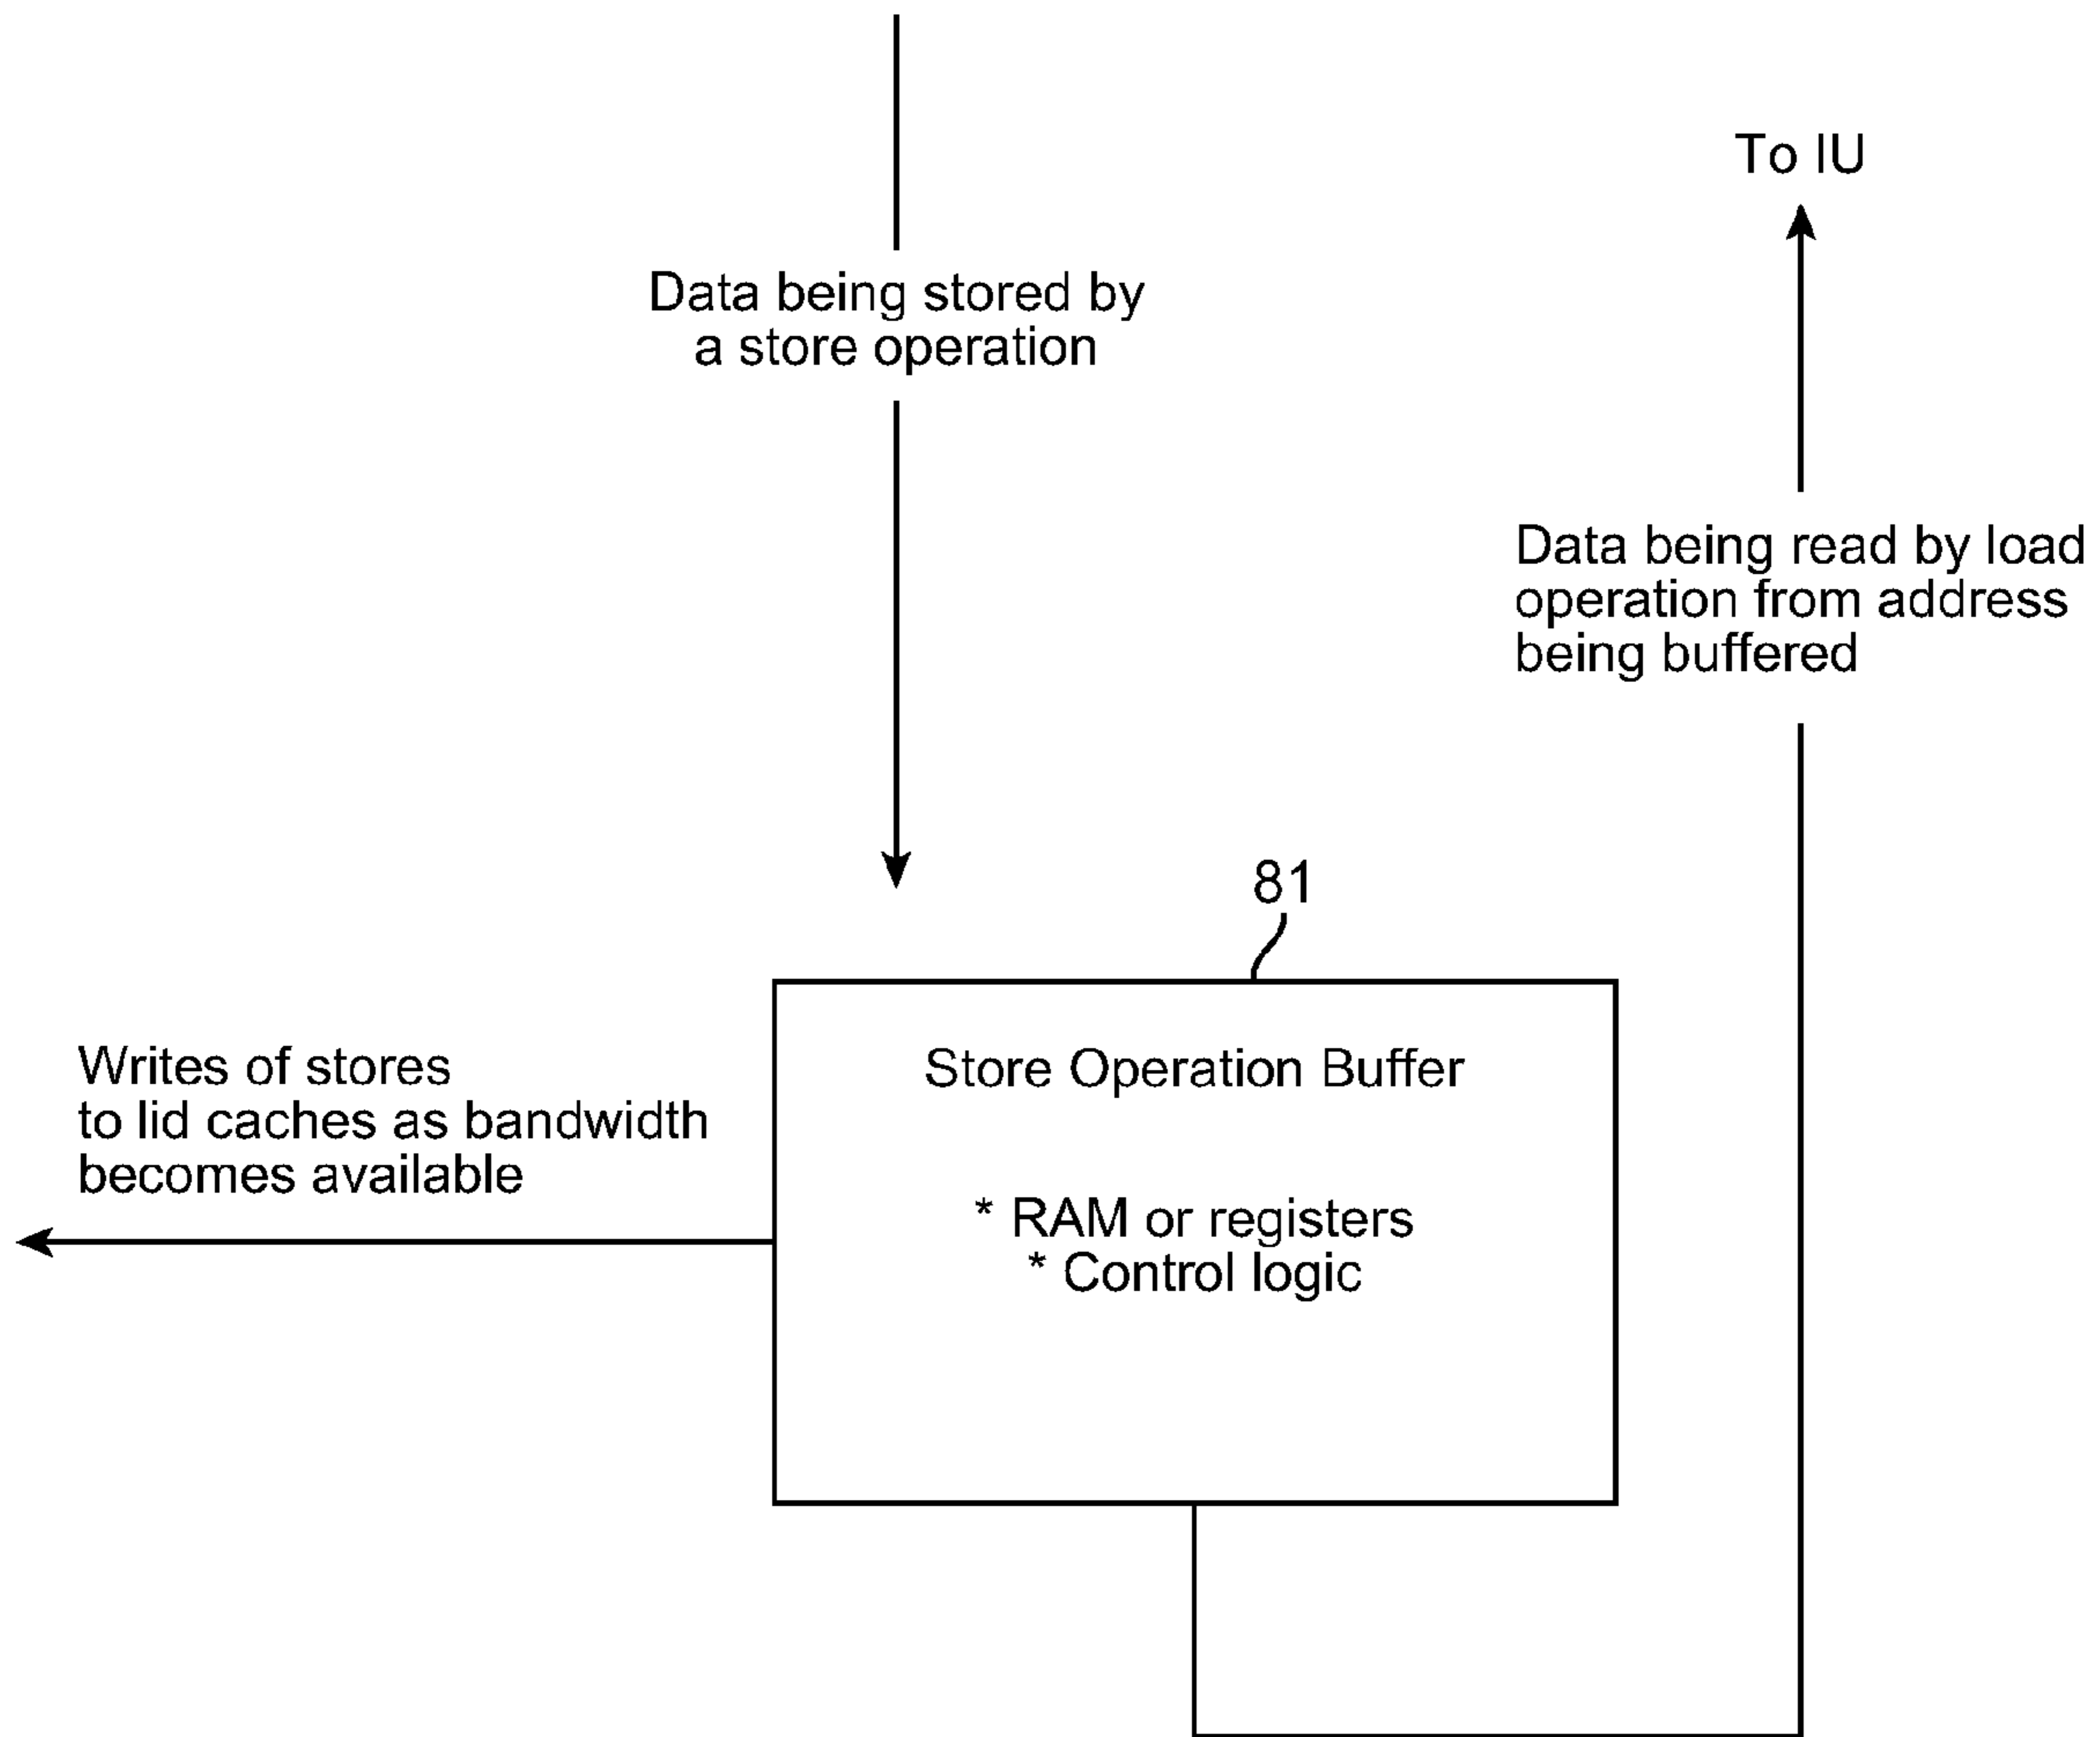 To IU
Data being stored by
a store operation
Data being read by load
operation from address
being buffered
81
Writes of stores
to lid caches as bandwidth
becomes available
Store Operation Buffer
* RAM or registers
* Control logic